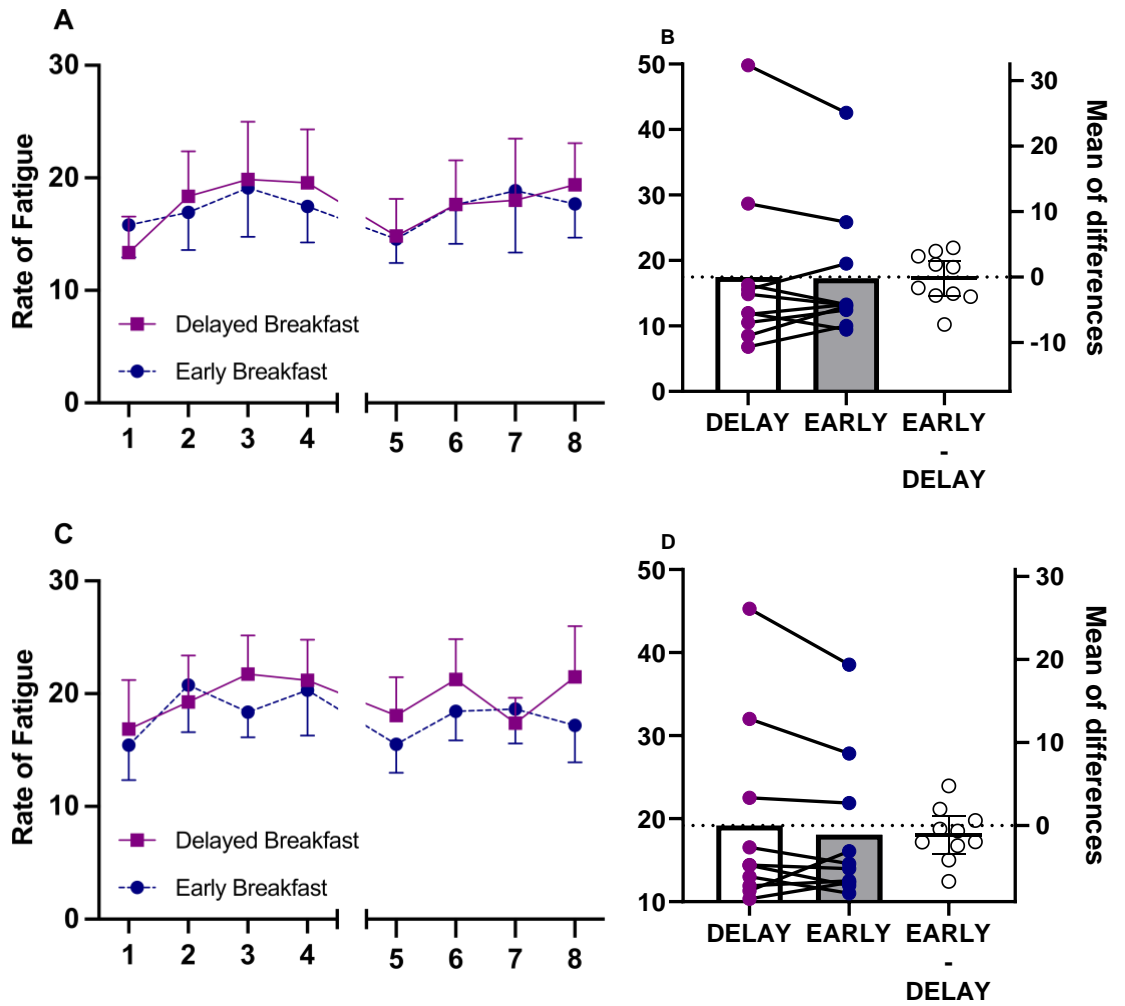 A
Rate of Fatigue
30
20
10
0
Delayed Breakfast
Early Breakfast
1 2 3 4 5 6 7 8
B
50
40
30
20
10
0
30
20
10
0
-10
Mean of differences
DELAY EARLY EARLY
-
DELAY
C
Rate of Fatigue
30
20
10
0
Delayed Breakfast
Early Breakfast
1 2 3 4 5 6 7 8
D
50
40
30
20
10
30
20
10
0
Mean of differences
DELAY EARLY EARLY
-
DELAY